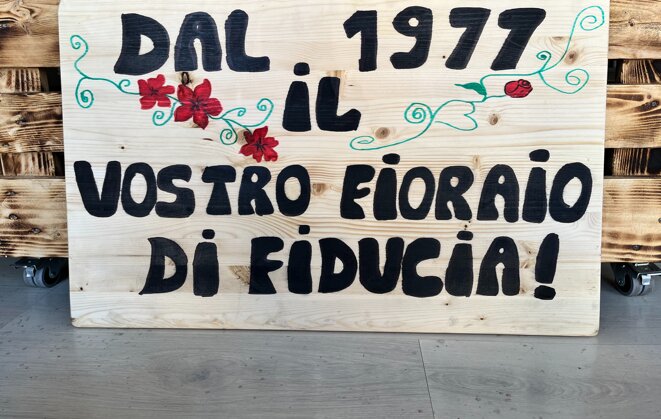 DAL 1977
iL
VOSTRO FiORAiO
Di FiDUCiA!